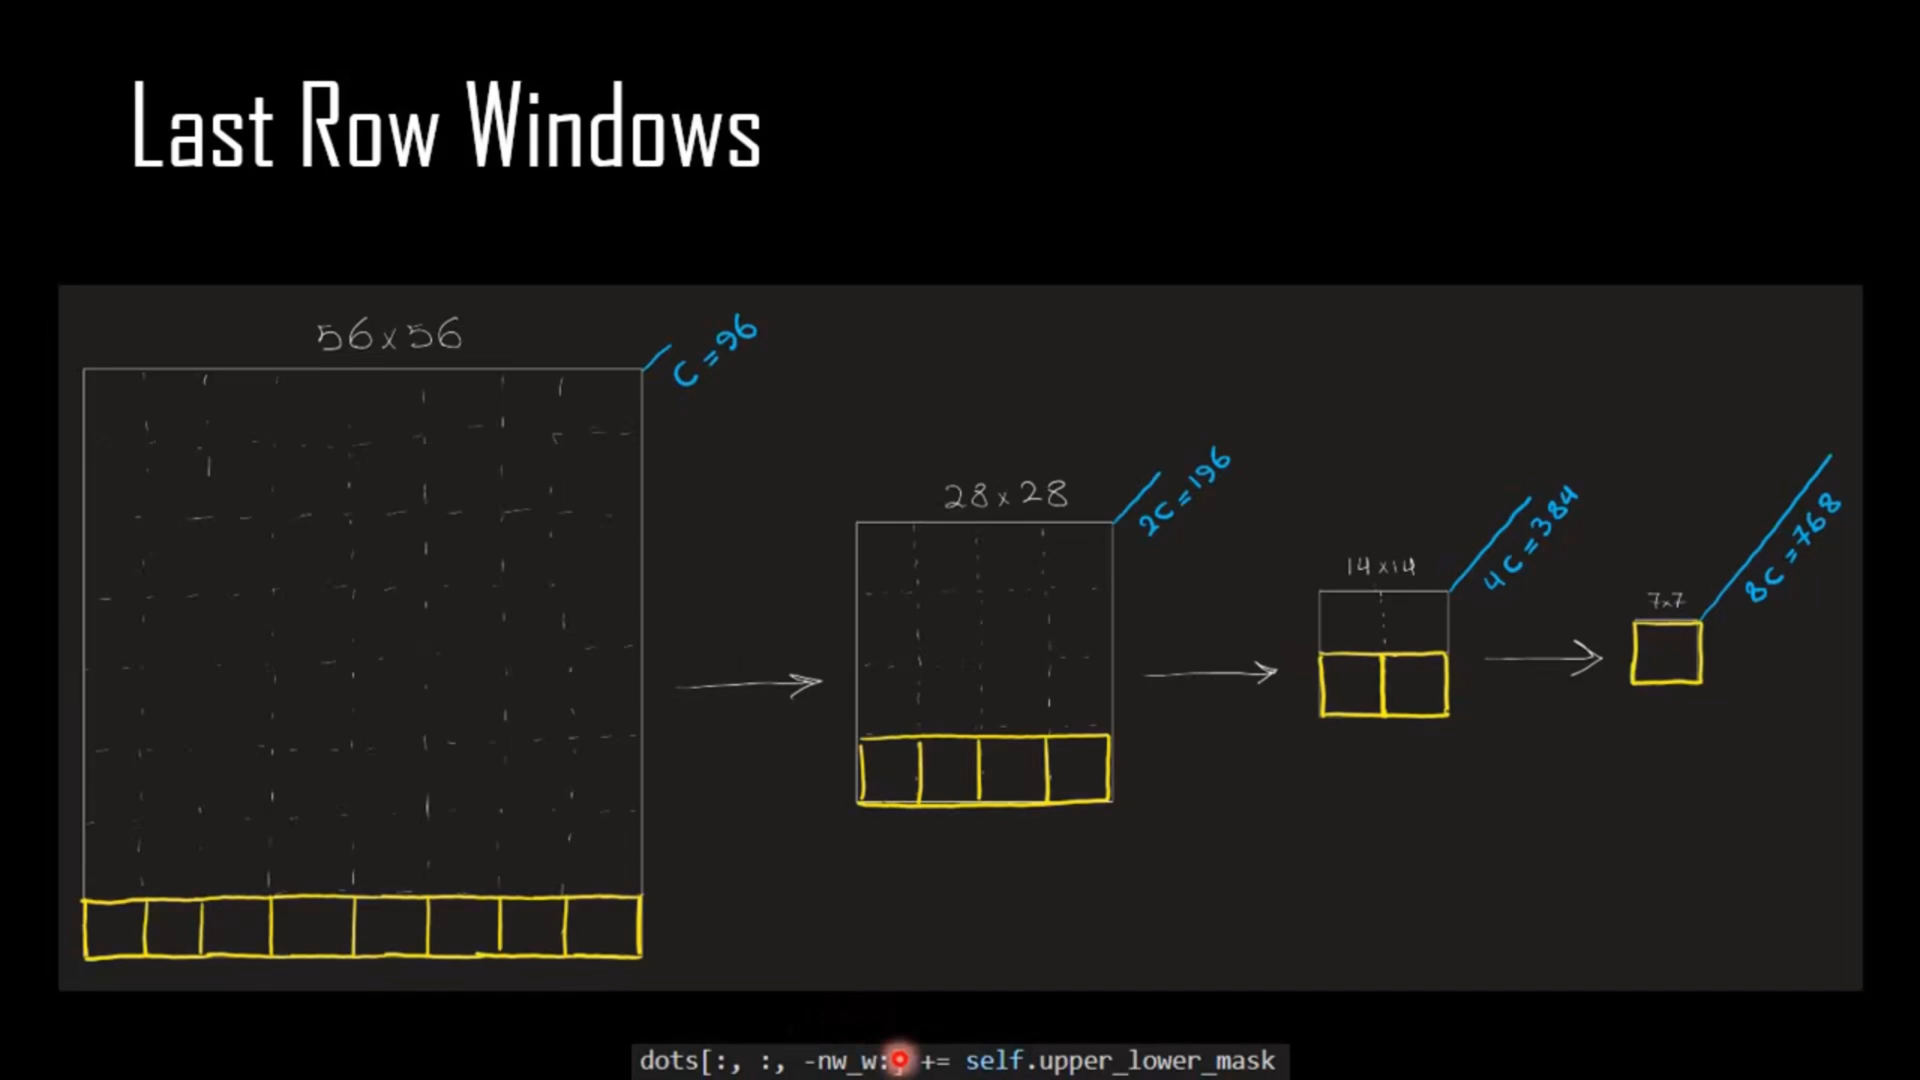 Last Row Windows
56x56
C=96
28x28
2C=196
14x14
4C=384
7x7
8C=768
dots[:, :, -nw_w:] += self.upper_lower_mask